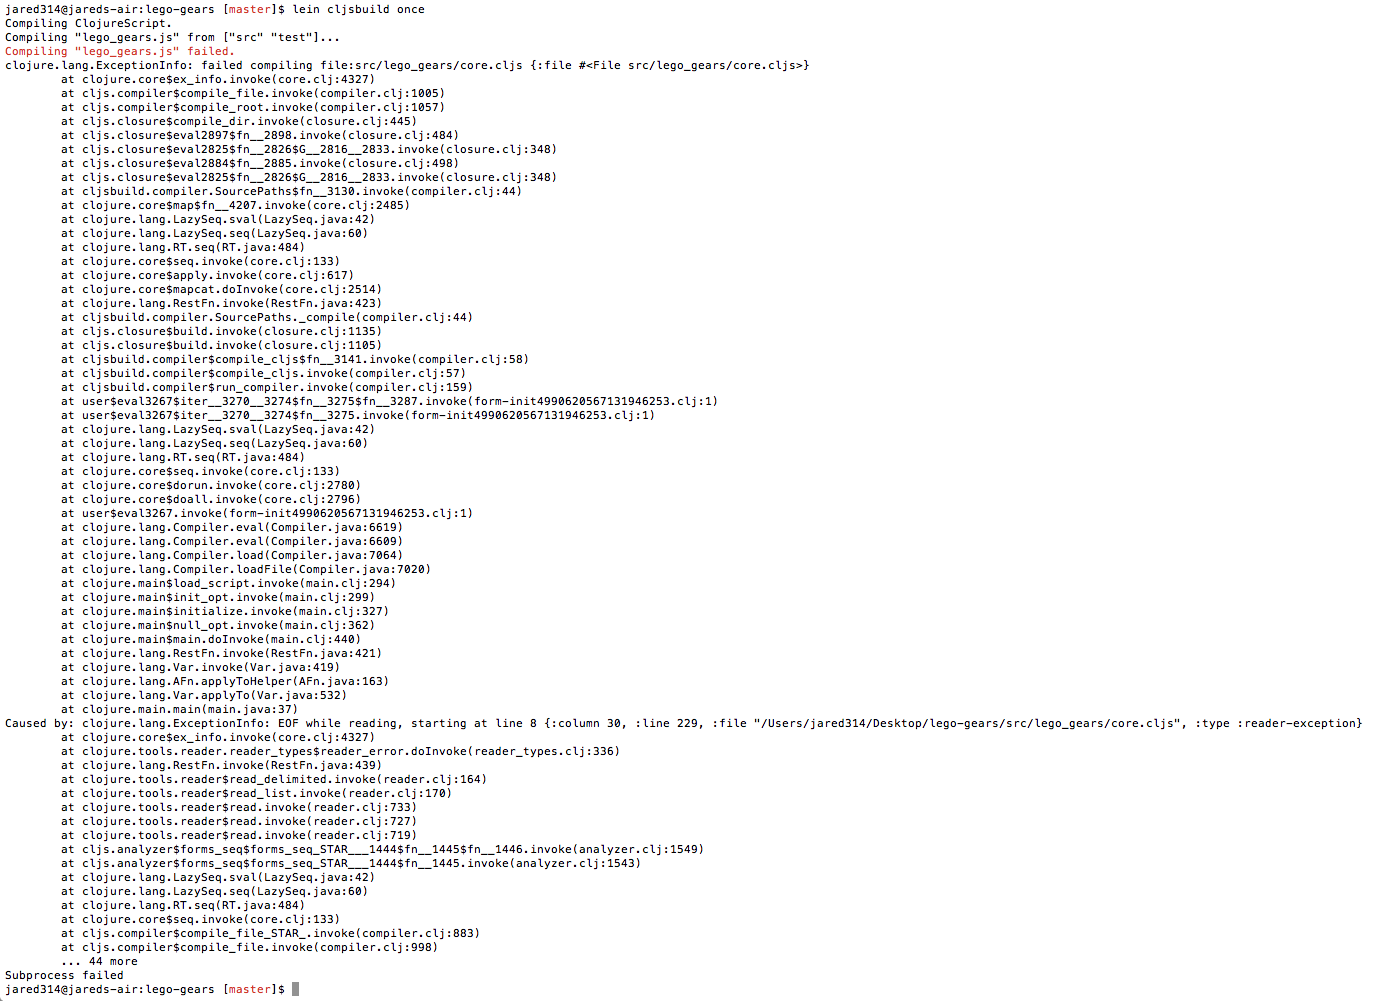 jared314@jareds-air:lego-gears [master]$ lein cljsbuild once
Compiling ClojureScript.
Compiling "lego_gears.js" from ["src" "test"]...
Compiling "lego_gears.js" failed.
clojure.lang.ExceptionInfo: failed compiling file:src/lego_gears/core.cljs {:file #<File src/lego_gears/core.cljs>}
        at clojure.core$ex_info.invoke(core.clj:4327)
        at cljs.compiler$compile_file.invoke(compiler.clj:1005)
        at cljs.compiler$compile_root.invoke(compiler.clj:1057)
        at cljs.closure$compile_dir.invoke(closure.clj:445)
        at cljs.closure$eval2897$fn__2898.invoke(closure.clj:484)
        at cljs.closure$eval2825$fn__2826$G__2816__2833.invoke(closure.clj:348)
        at cljs.closure$eval2884$fn__2885.invoke(closure.clj:498)
        at cljs.closure$eval2825$fn__2826$G__2816__2833.invoke(closure.clj:348)
        at cljsbuild.compiler.SourcePaths$fn__3130.invoke(compiler.clj:44)
        at clojure.core$map$fn__4207.invoke(core.clj:2485)
        at clojure.lang.LazySeq.sval(LazySeq.java:42)
        at clojure.lang.LazySeq.seq(LazySeq.java:60)
        at clojure.lang.RT.seq(RT.java:484)
        at clojure.core$seq.invoke(core.clj:133)
        at clojure.core$apply.invoke(core.clj:617)
        at clojure.core$mapcat.doInvoke(core.clj:2514)
        at clojure.lang.RestFn.invoke(RestFn.java:423)
        at cljsbuild.compiler.SourcePaths._compile(compiler.clj:44)
        at cljs.closure$build.invoke(closure.clj:1135)
        at cljs.closure$build.invoke(closure.clj:1105)
        at cljsbuild.compiler$compile_cljs$fn__3141.invoke(compiler.clj:58)
        at cljsbuild.compiler$compile_cljs.invoke(compiler.clj:57)
        at cljsbuild.compiler$run_compiler.invoke(compiler.clj:159)
        at user$eval3267$iter__3270__3274$fn__3275$fn__3287.invoke(form-init4990620567131946253.clj:1)
        at user$eval3267$iter__3270__3274$fn__3275.invoke(form-init4990620567131946253.clj:1)
        at clojure.lang.LazySeq.sval(LazySeq.java:42)
        at clojure.lang.LazySeq.seq(LazySeq.java:60)
        at clojure.lang.RT.seq(RT.java:484)
        at clojure.core$seq.invoke(core.clj:133)
        at clojure.core$dorun.invoke(core.clj:2780)
        at clojure.core$doall.invoke(core.clj:2796)
        at user$eval3267.invoke(form-init4990620567131946253.clj:1)
        at clojure.lang.Compiler.eval(Compiler.java:6619)
        at clojure.lang.Compiler.eval(Compiler.java:6609)
        at clojure.lang.Compiler.load(Compiler.java:7064)
        at clojure.lang.Compiler.loadFile(Compiler.java:7020)
        at clojure.main$load_script.invoke(main.clj:294)
        at clojure.main$init_opt.invoke(main.clj:299)
        at clojure.main$initialize.invoke(main.clj:327)
        at clojure.main$null_opt.invoke(main.clj:362)
        at clojure.main$main.doInvoke(main.clj:440)
        at clojure.lang.RestFn.invoke(RestFn.java:421)
        at clojure.lang.Var.invoke(Var.java:419)
        at clojure.lang.AFn.applyToHelper(AFn.java:163)
        at clojure.lang.Var.applyTo(Var.java:532)
        at clojure.main.main(main.java:37)
Caused by: clojure.lang.ExceptionInfo: EOF while reading, starting at line 8 {:column 30, :line 229, :file "/Users/jared314/Desktop/lego-gears/src/lego_gears/core.cljs", :type :reader-exception}
        at clojure.core$ex_info.invoke(core.clj:4327)
        at clojure.tools.reader.reader_types$reader_error.doInvoke(reader_types.clj:336)
        at clojure.lang.RestFn.invoke(RestFn.java:439)
        at clojure.tools.reader$read_delimited.invoke(reader.clj:164)
        at clojure.tools.reader$read_list.invoke(reader.clj:170)
        at clojure.tools.reader$read.invoke(reader.clj:733)
        at clojure.tools.reader$read.invoke(reader.clj:727)
        at clojure.tools.reader$read.invoke(reader.clj:719)
        at cljs.analyzer$forms_seq$forms_seq_STAR___1444$fn__1445$fn__1446.invoke(analyzer.clj:1549)
        at cljs.analyzer$forms_seq$forms_seq_STAR___1444$fn__1445.invoke(analyzer.clj:1543)
        at clojure.lang.LazySeq.sval(LazySeq.java:42)
        at clojure.lang.LazySeq.seq(LazySeq.java:60)
        at clojure.lang.RT.seq(RT.java:484)
        at clojure.core$seq.invoke(core.clj:133)
        at cljs.compiler$compile_file_STAR_.invoke(compiler.clj:883)
        at cljs.compiler$compile_file.invoke(compiler.clj:998)
        ... 44 more
Subprocess failed
jared314@jareds-air:lego-gears [master]$